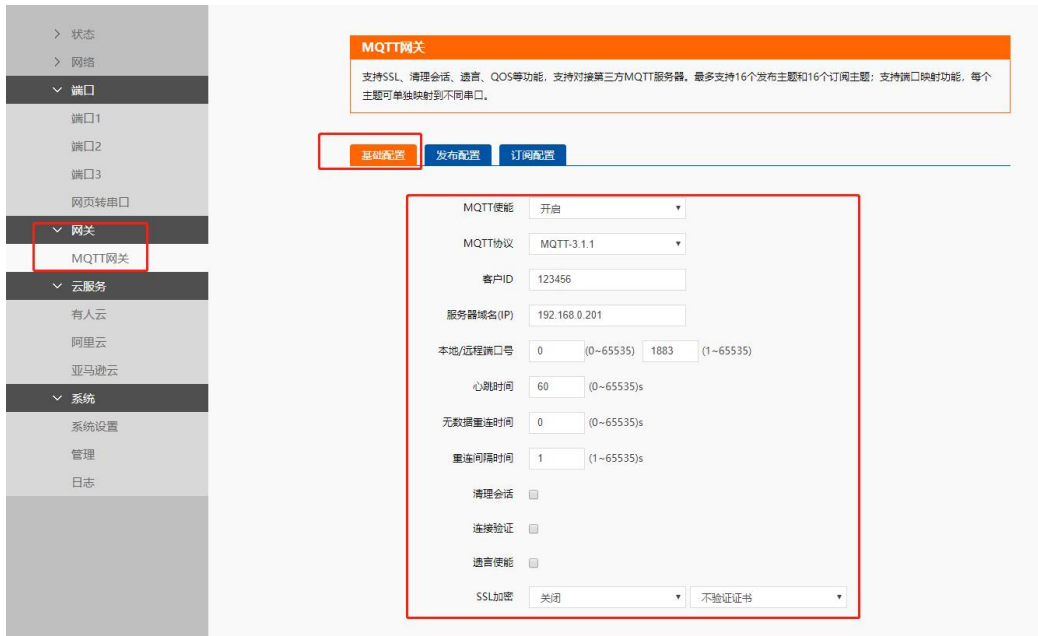 状态
网络
端口
端口1
端口2
端口3
网页转串口
网关
MQTT网关
云服务
有人云
阿里云
亚马逊云
系统
系统设置
管理
日志
MQTT网关
支持SSL、清理会话、遗言、QOS等功能，支持对接第三方MQTT服务器。最多支持16个发布主题和16个订阅主题；支持端口映射功能，每个
主题可单独映射到不同串口。
基础配置 发布配置 订阅配置
MQTT使能 开启
MQTT协议 MQTT-3.1.1
客户ID 123456
服务器域名(IP) 192.168.0.201
本地/远程端口号 0 (0~65535) 1883 (1~65535)
心跳时间 60 (0~65535)s
无数据重连时间 0 (0~65535)s
重连间隔时间 1 (1~65535)s
清理会话
连接验证
遗言使能
SSL加密 关闭 不验证证书